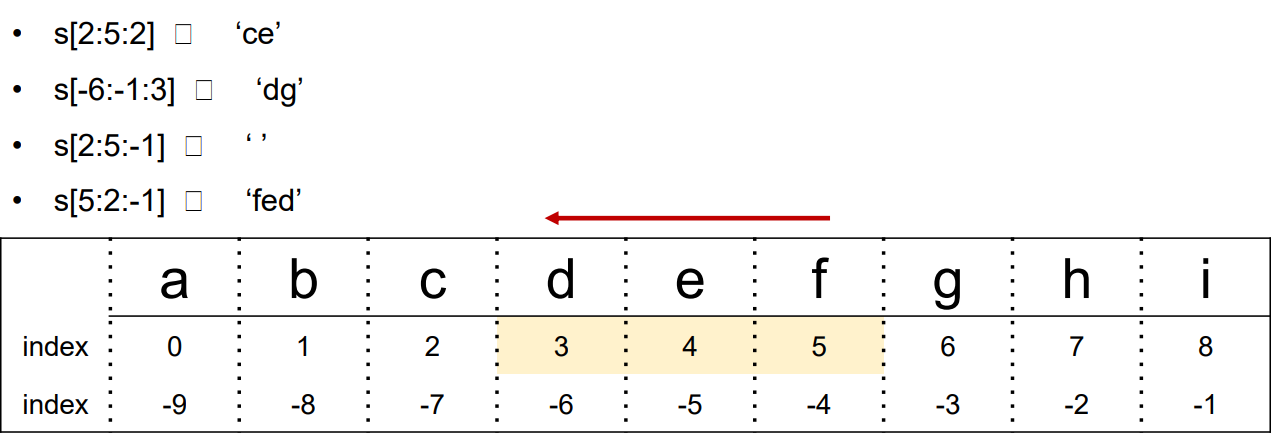 • s[2:5:2] □ ‘ce’
• s[-6:-1:3] □ ‘dg’
• s[2:5:-1] □ ‘ ’
• s[5:2:-1] □ ‘fed’
a b c d e f g h i
index 0 1 2 3 4 5 6 7 8
index -9 -8 -7 -6 -5 -4 -3 -2 -1